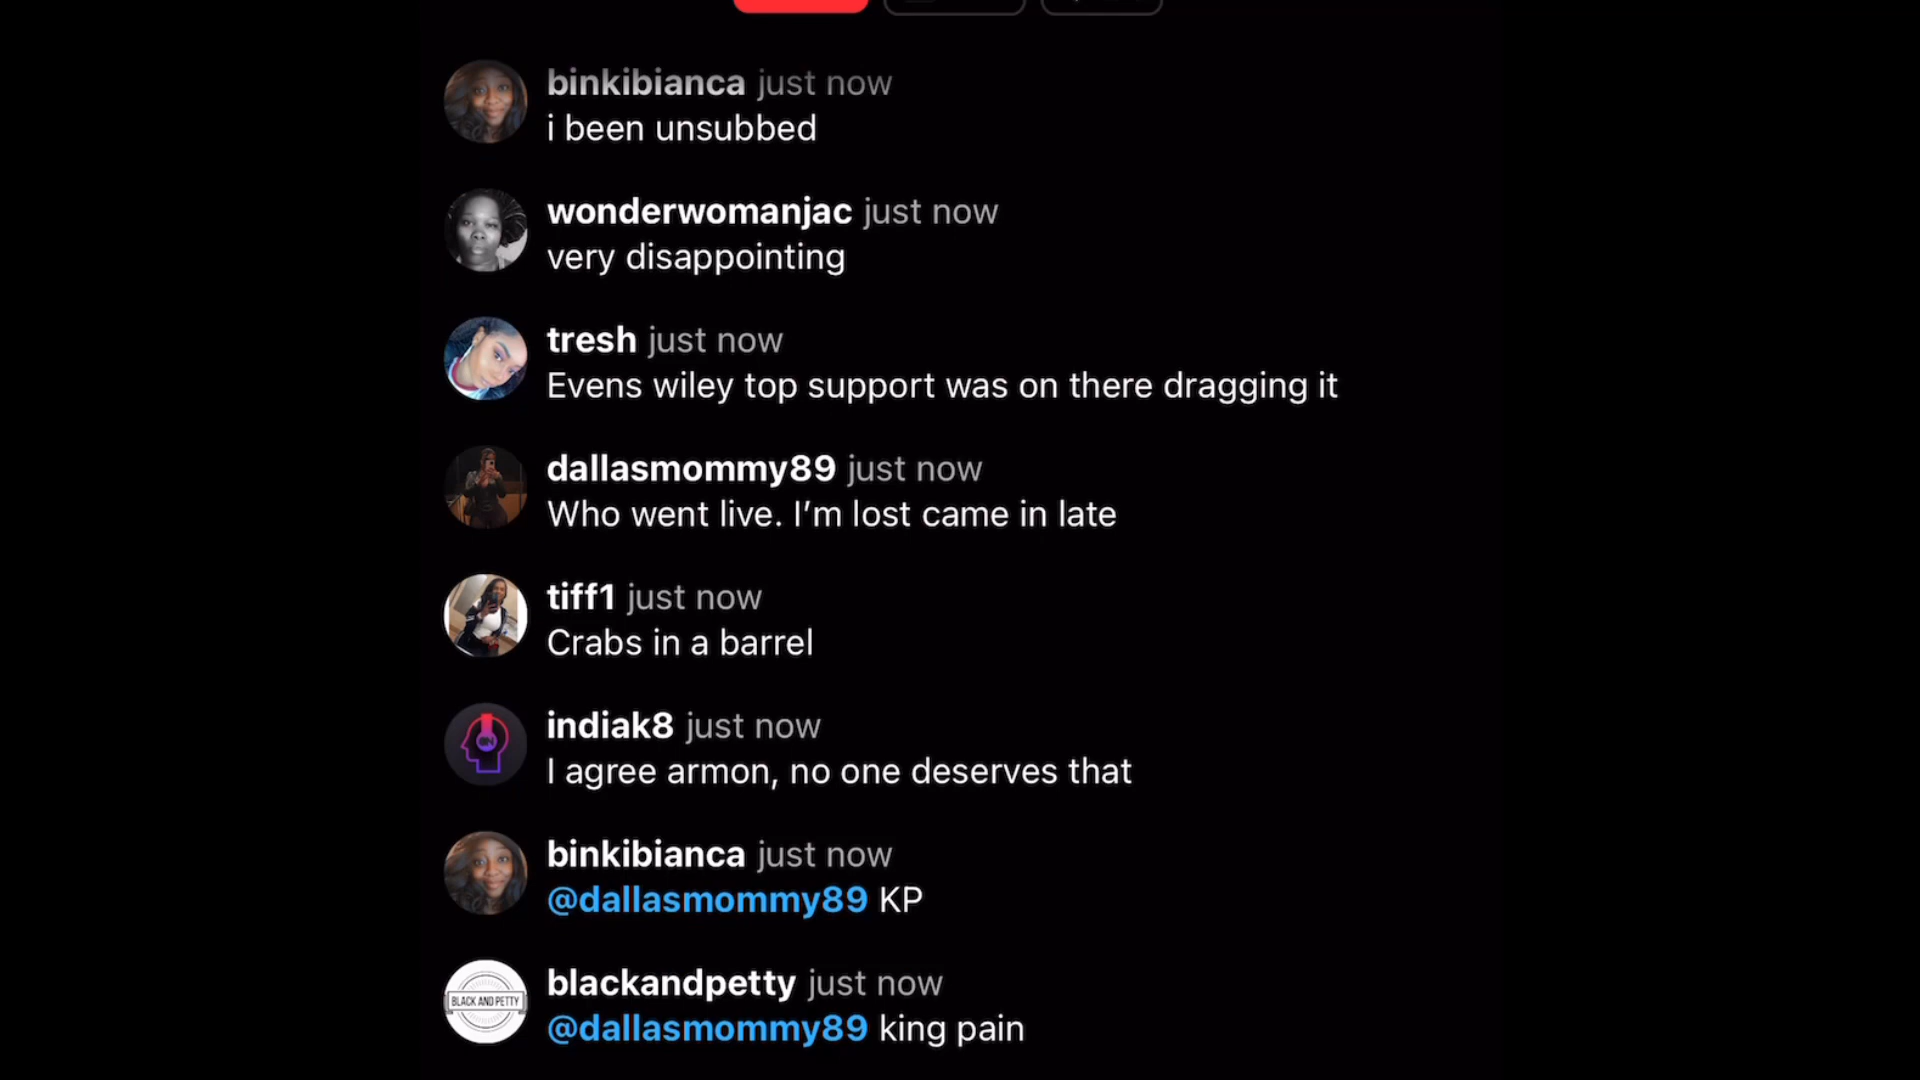 binkibianca just now
i been unsubbed
wonderwomanjac just now
very disappointing
tresh just now
Evens wiley top support was on there dragging it
dallasmommy89 just now
Who went live. I’m lost came in late
tiff1 just now
Crabs in a barrel
indiak8 just now
I agree armon, no one deserves that
binkibianca just now
@dallasmommy89 KP
BLACK AND PETTY
blackandpetty just now
@dallasmommy89 king pain